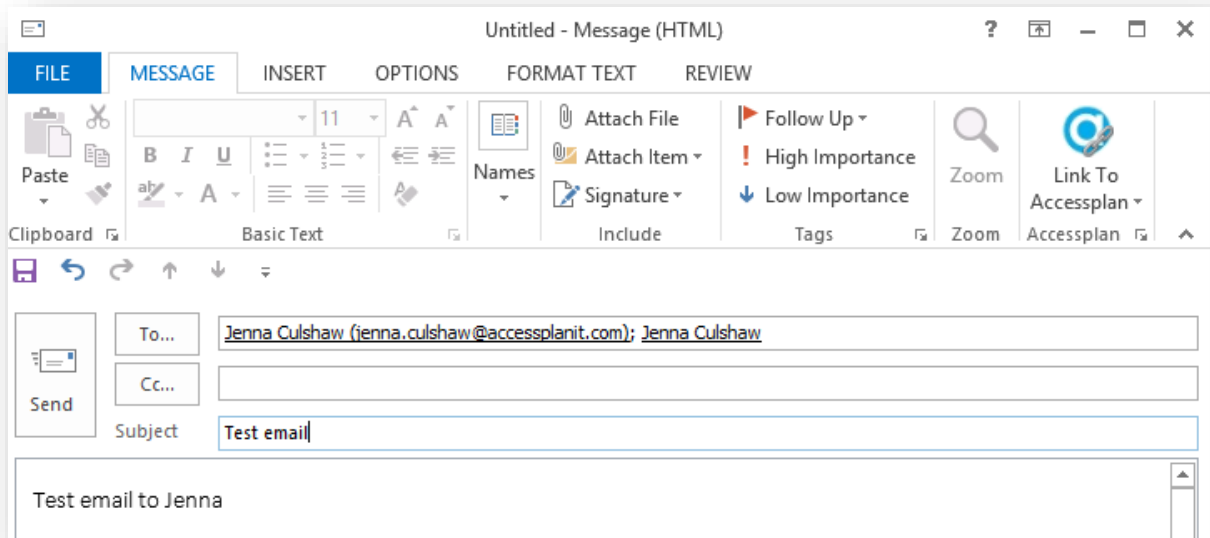 Untitled - Message (HTML) ?
FILE MESSAGE INSERT OPTIONS FORMAT TEXT REVIEW
11 A A Attach File Follow Up
B I U Names Attach Item High Importance Zoom Link To
Paste Signature Low Importance Accessplan
ab A
Clipboard Basic Text Include Tags Zoom Accessplan
To... Jenna Culshaw (jenna.culshaw@accessplanit.com); Jenna Culshaw
Cc...
Send
Subject Test email
Test email to Jenna